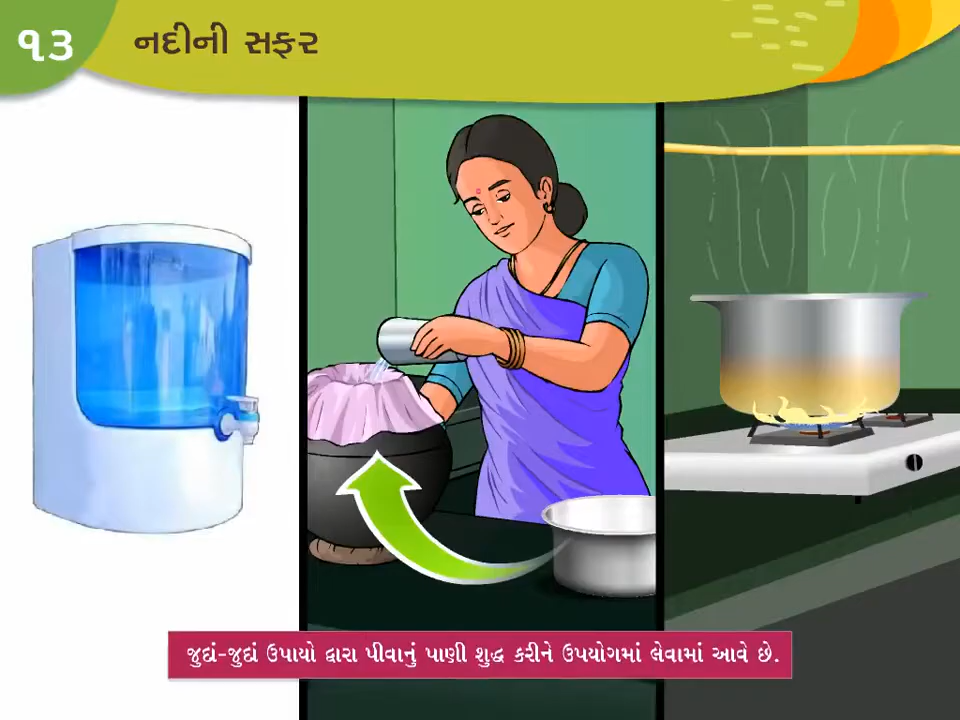 ૧૩
નદીની સફર
જુદાં-જુદાં ઉપાયો દ્વારા પીવાનું પાણી શુદ્ધ કરીને ઉપયોગમાં લેવામાં આવે છે.